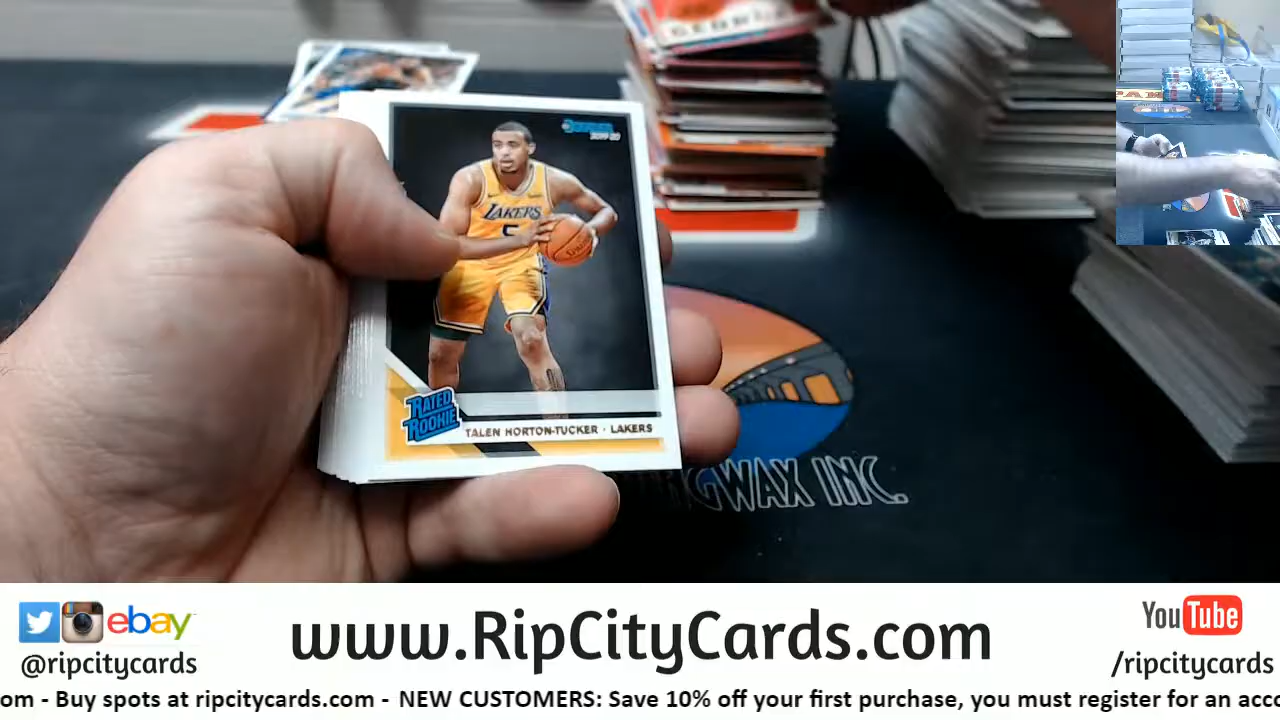 DONRUSS
2019-20
LAKERS
5
RATED
ROOKIE
TALEN HORTON-TUCKER · LAKERS
GWAX INC.
ebay
@ripcitycards
www.RipCityCards.com
YouTube
/ripcitycards
om - Buy spots at ripcitycards.com - NEW CUSTOMERS: Save 10% off your first purchase, you must register for an acco